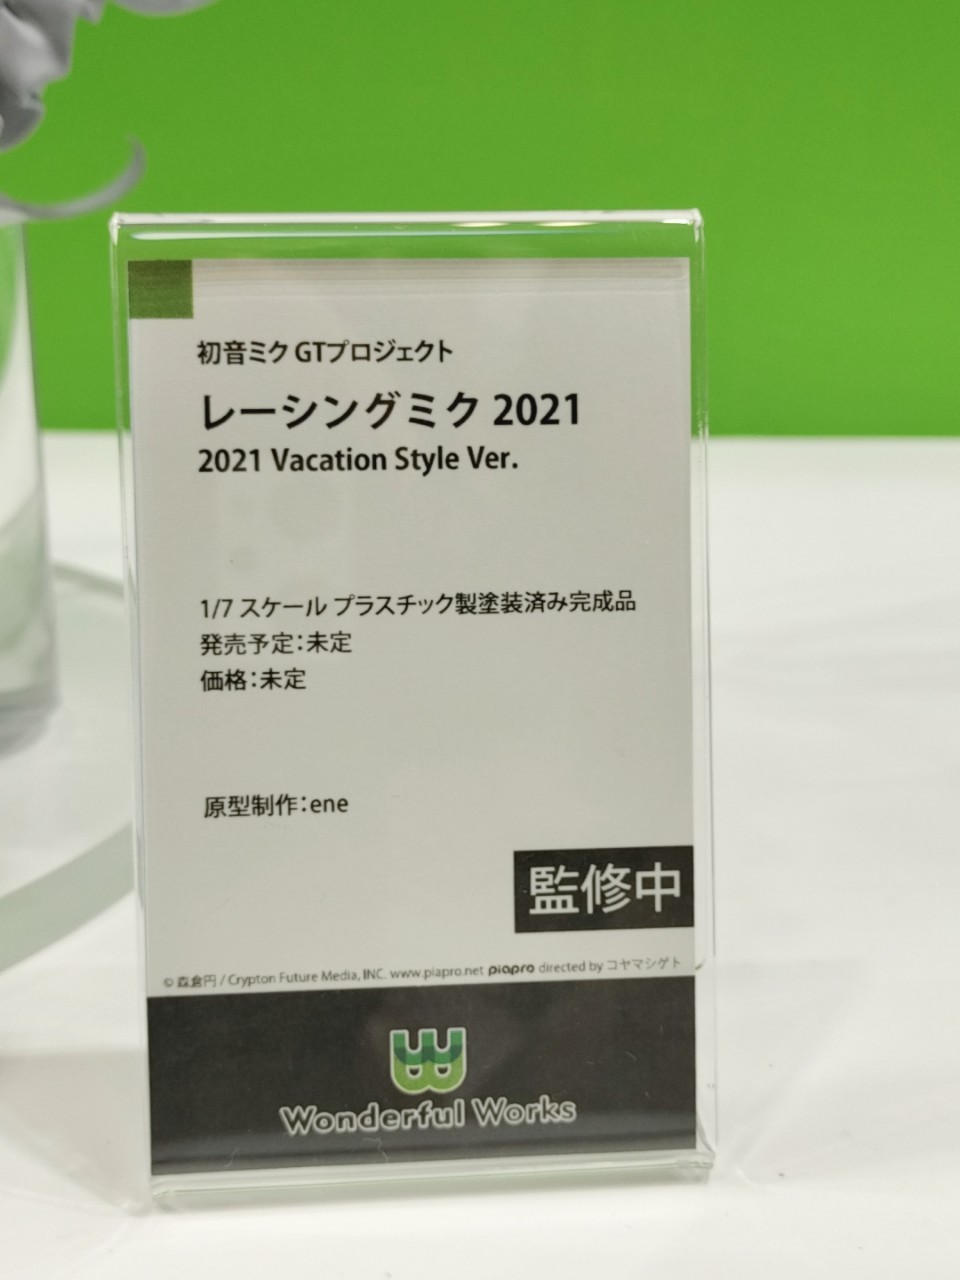 初音ミク GTプロジェクト
レーシングミク 2021
2021 Vacation Style Ver.
1/7 スケール プラスチック製塗装済み完成品
発売予定：未定
価格：未定
原型制作：ene
監修中
© 森倉円 / Crypton Future Media, INC. www.piapro.net piapro directed by コヤマシゲト
Wonderful Works